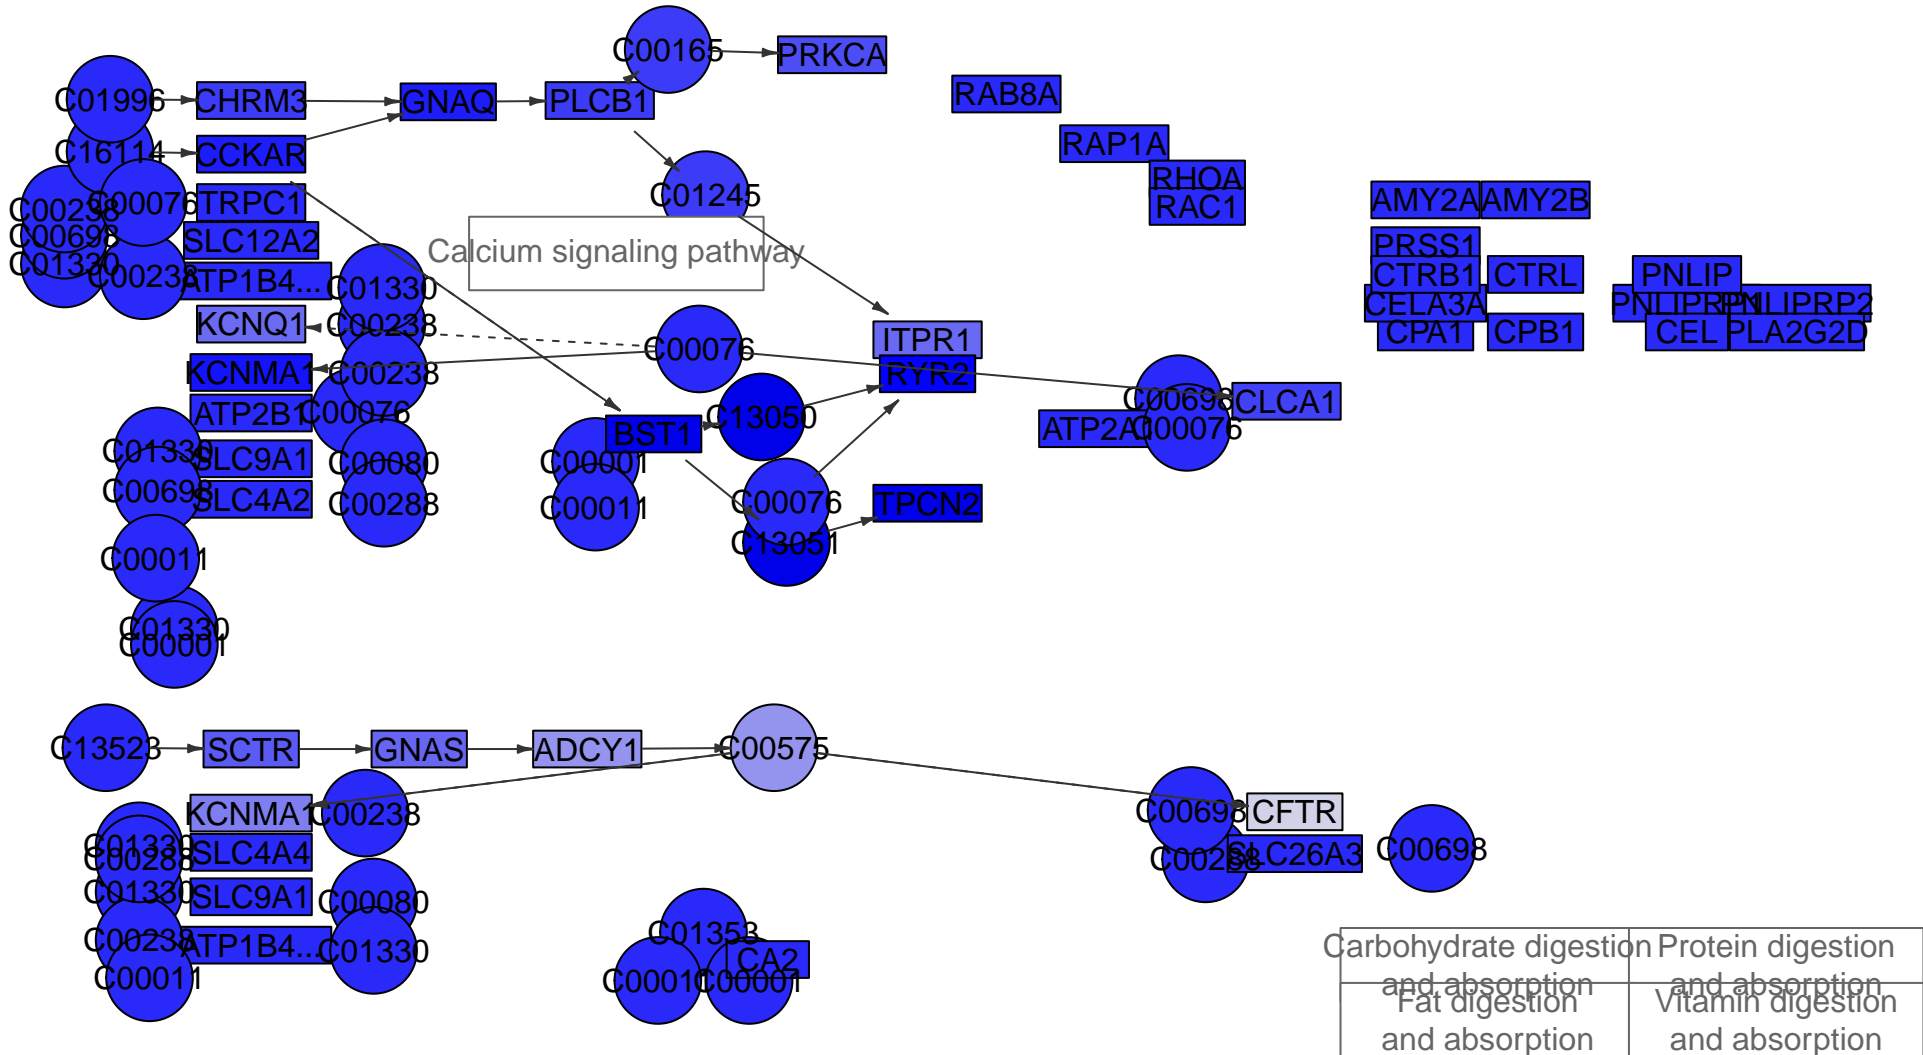 C00165
PRKCA
C01996
CHRM3
GNAQ
PLCB1
RAB8A
C16114
CCKAR
RAP1A
C00238
C00076
TRPC1
C01245
RHOA
RAC1
AMY2A
AMY2B
C00698
SLC12A2
Calcium signaling pathway
PRSS1
C01330
C00238
ATP1B4...
C01330
CTRB1
CTRL
PNLIP
CELA3A
PNLIPRP1
PNLIPRP2
KCNQ1
C00238
C00076
ITPR1
CPA1
CPB1
CEL
PLA2G2D
KCNMA1
C00238
RYR2
C00698
CLCA1
ATP2B1
C00076
C13050
ATP2A
C00076
BST1
C01330
SLC9A1
C00080
C00001
C00698
SLC4A2
C00288
C00011
C00076
TPCN2
C13051
C00011
C01330
C00001
C13523
SCTR
GNAS
ADCY1
C00575
KCNMA1
C00238
C00698
CFTR
C01330
C00288
SLC4A4
C00288
SLC26A3
C00698
C01330
SLC9A1
C00080
C00238
ATP1B4...
C01330
C01353
CA2
C00011
C00011
C00001
Carbohydrate digestion
and absorption
Protein digestion
and absorption
Fat digestion
and absorption
Vitamin digestion
and absorption